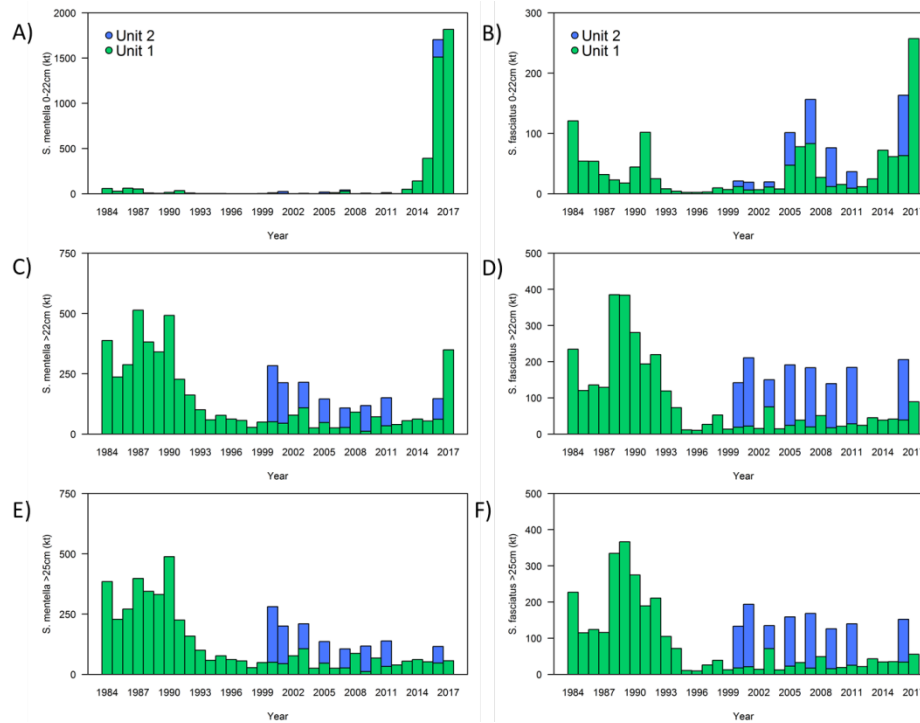 A)
2000
1500
1000
500
0
S. mentella 0-22cm (kt)
Unit 2
Unit 1
1984 1987 1990 1993 1996 1999 2002 2005 2008 2011 2014 2017
Year
B)
300
200
100
0
S. fasciatus 0-22cm (kt)
Unit 2
Unit 1
1984 1987 1990 1993 1996 1999 2002 2005 2008 2011 2014 2017
Year
C)
750
500
250
0
S. mentella >22cm (kt)
1984 1987 1990 1993 1996 1999 2002 2005 2008 2011 2014 2017
Year
D)
500
400
300
200
100
0
S. fasciatus >22cm (kt)
1984 1987 1990 1993 1996 1999 2002 2005 2008 2011 2014 2017
Year
E)
750
500
250
0
S. mentella >25cm (kt)
1984 1987 1990 1993 1996 1999 2002 2005 2008 2011 2014 2017
Year
F)
500
400
300
200
100
0
S. fasciatus >25cm (kt)
1984 1987 1990 1993 1996 1999 2002 2005 2008 2011 2014 2017
Year